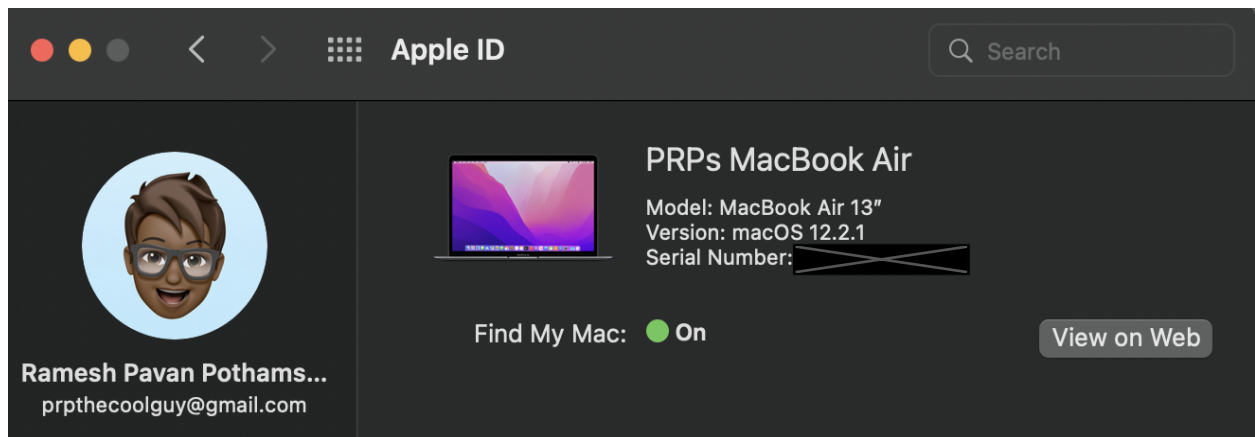 Apple ID
Search
PRPs MacBook Air
Model: MacBook Air 13″
Version: macOS 12.2.1
Serial Number:
Find My Mac: On
View on Web
Ramesh Pavan Pothams...
prpthecoolguy@gmail.com